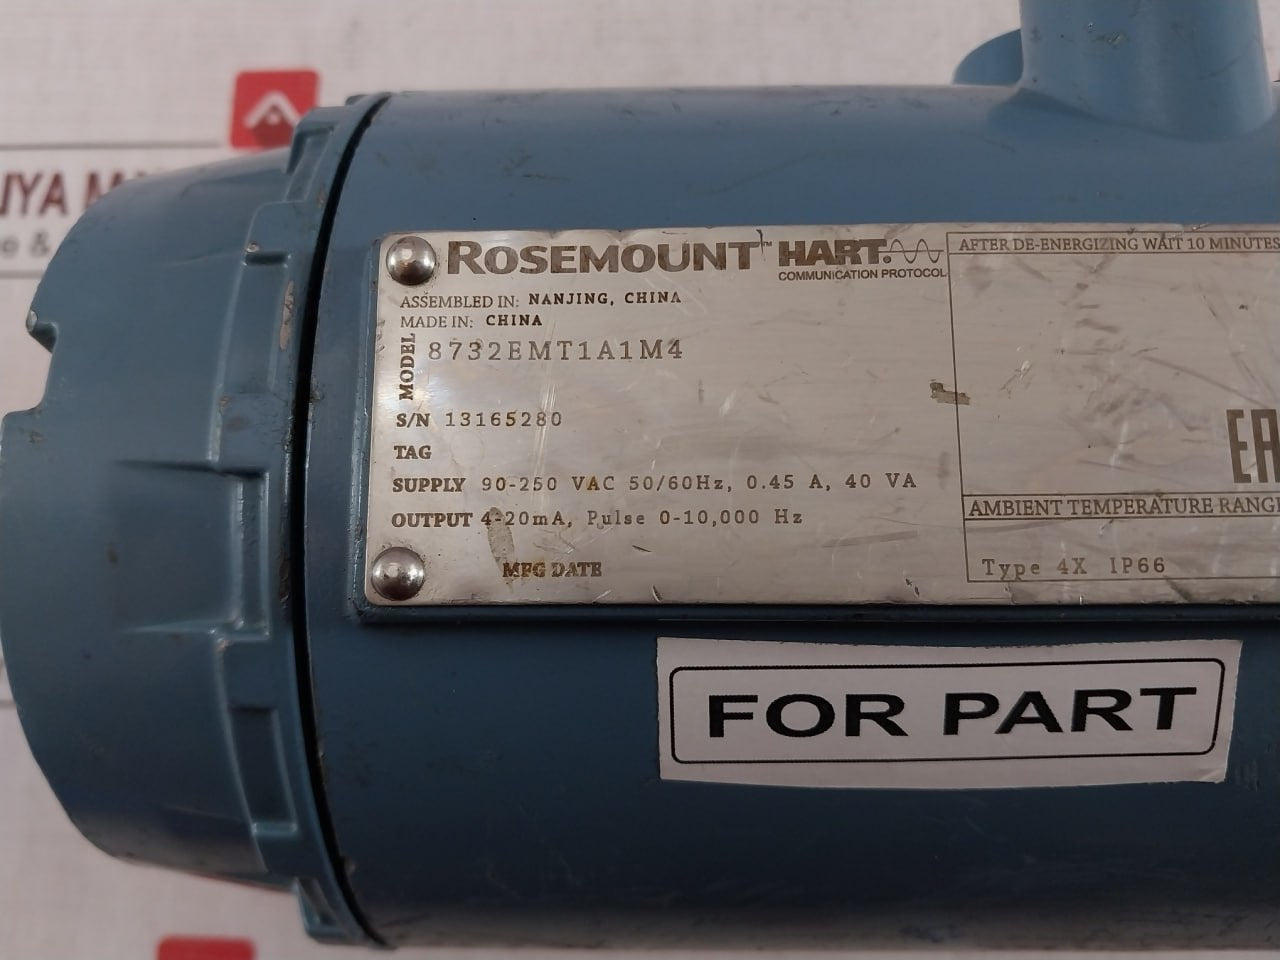 ROSEMOUNT™ HART
COMMUNICATION PROTOCOL
ASSEMBLED IN: NANJING, CHINA
MADE IN: CHINA
MODEL 8732EMT1A1M4
S/N 13165280
TAG
SUPPLY 90-250 VAC 50/60Hz, 0.45 A, 40 VA
OUTPUT 4-20mA, Pulse 0-10,000 Hz
MFG DATE
AFTER DE-ENERGIZING WAIT 10 MINUTES
AMBIENT TEMPERATURE RANGE
Type 4X IP66
FOR PART